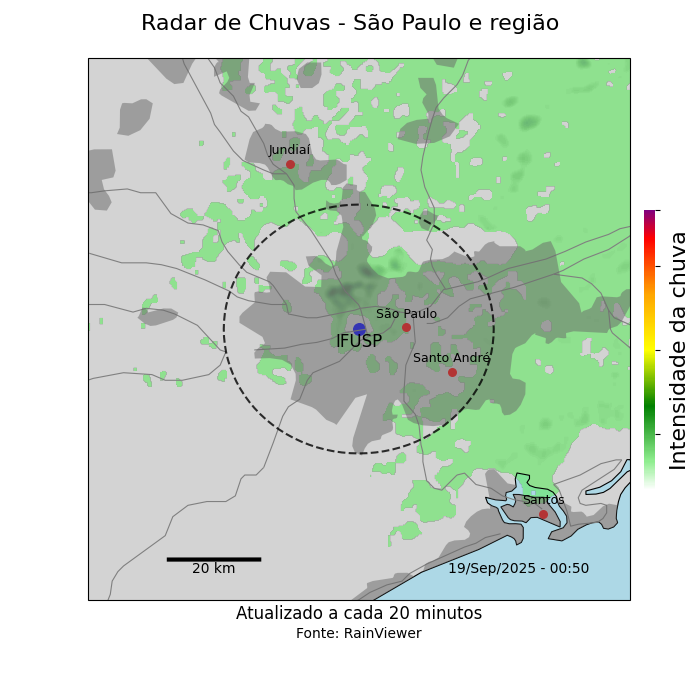 Radar de Chuvas - São Paulo e região
Jundiaí
São Paulo
IFUSP
Santo André
Santos
20 km
19/Sep/2025 - 00:50
Intensidade da chuva
Atualizado a cada 20 minutos
Fonte: RainViewer